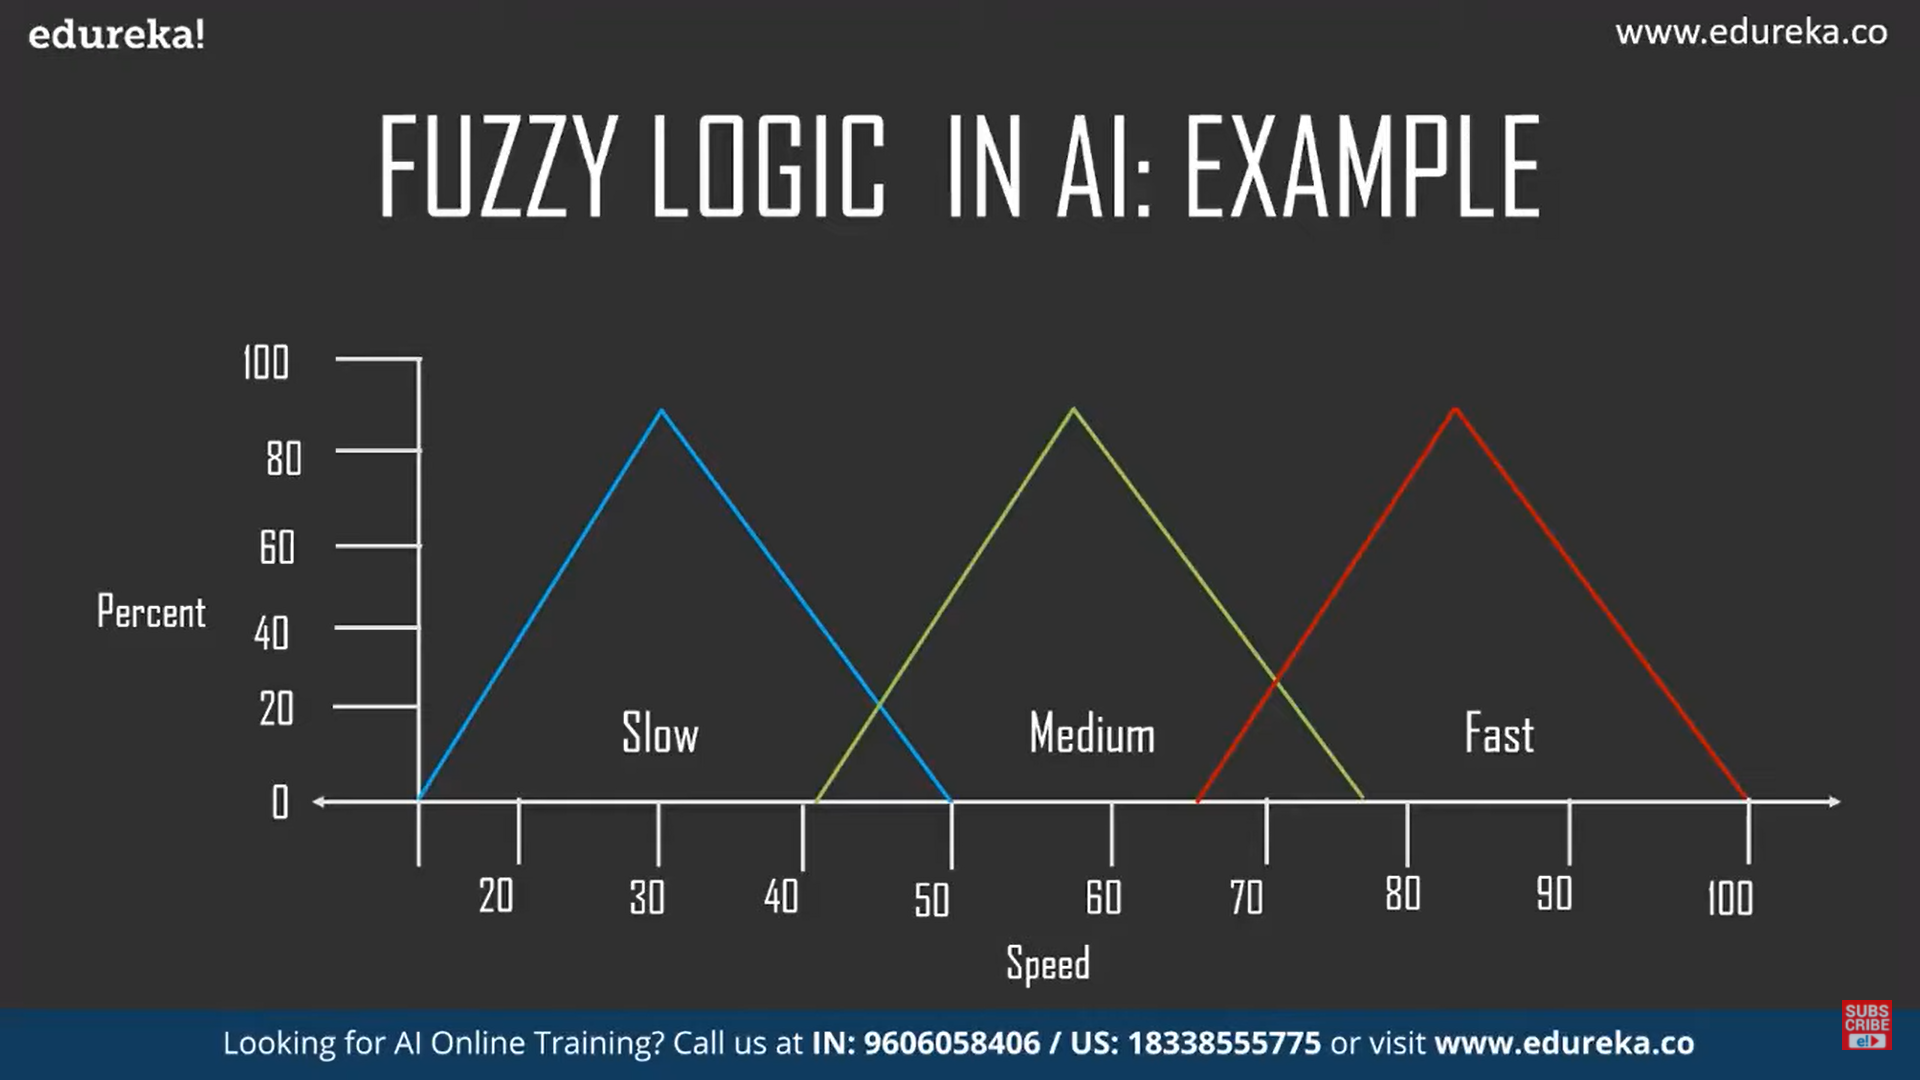 edureka!
www.edureka.co
FUZZY LOGIC IN AI: EXAMPLE
100
80
60
Percent
40
20
0
Slow
Medium
Fast
20 30 40 50 60 70 80 90 100
Speed
SUBS
CRIBE
e!
Looking for AI Online Training? Call us at IN: 9606058406 / US: 18338555775 or visit www.edureka.co